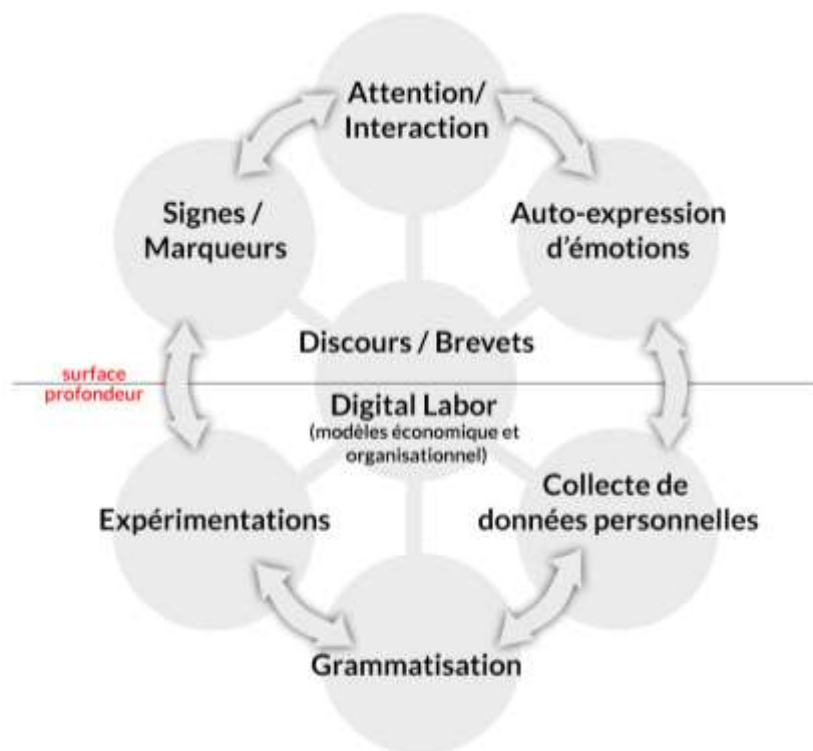 Attention/
Interaction
Signes /
Marqueurs
Auto-expression
d'émotions
Discours / Brevets
surface
profondeur
Digital Labor
(modèles économique et
organisationnel)
Expérimentations
Collecte de
données personnelles
Grammatisation